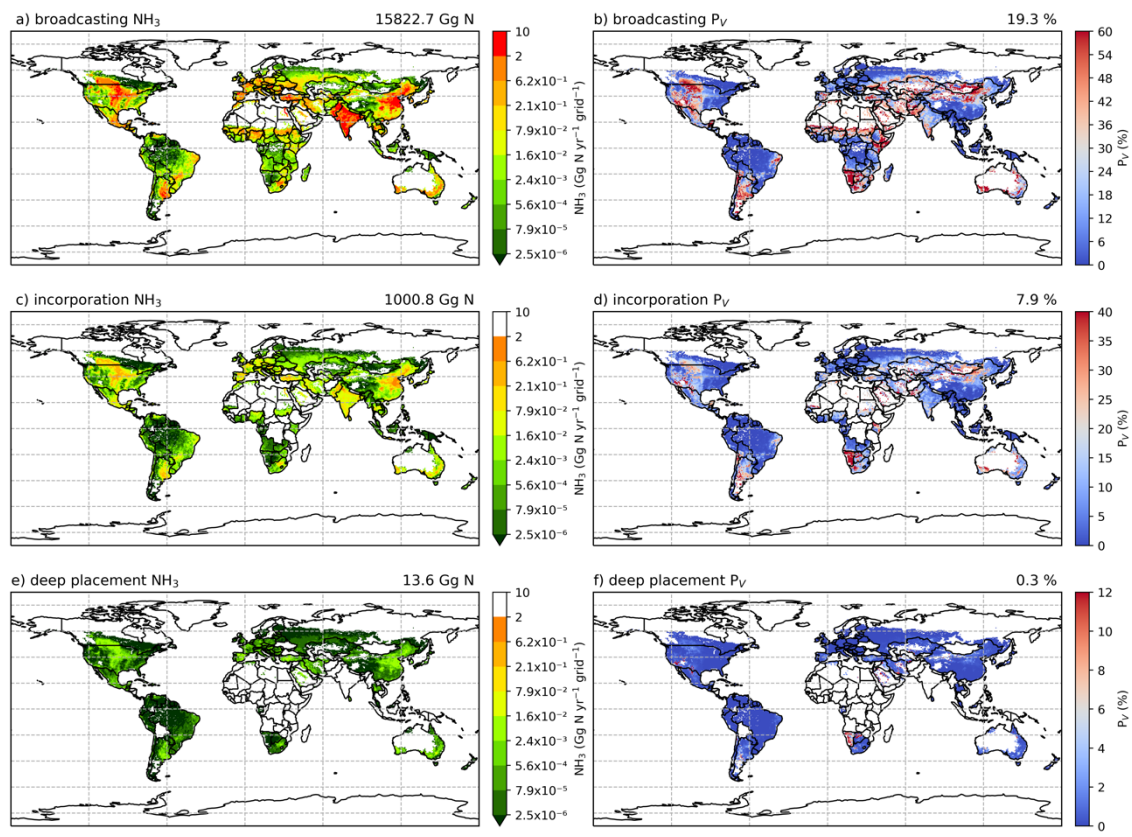 a) broadcasting NH₃ 15822.7 Gg N
10
2
6.2x10⁻¹
2.1x10⁻¹
7.9x10⁻²
1.6x10⁻²
2.4x10⁻³
5.6x10⁻⁴
7.9x10⁻⁵
2.5x10⁻⁶
NH₃ (Gg N yr⁻¹ grid⁻¹)
b) broadcasting Pᵥ 19.3 %
60
54
48
42
36
30
24
18
12
6
0
Pᵥ (%)
c) incorporation NH₃ 1000.8 Gg N
10
2
6.2x10⁻¹
2.1x10⁻¹
7.9x10⁻²
1.6x10⁻²
2.4x10⁻³
5.6x10⁻⁴
7.9x10⁻⁵
2.5x10⁻⁶
NH₃ (Gg N yr⁻¹ grid⁻¹)
d) incorporation Pᵥ 7.9 %
40
35
30
25
20
15
10
5
0
Pᵥ (%)
e) deep placement NH₃ 13.6 Gg N
10
2
6.2x10⁻¹
2.1x10⁻¹
7.9x10⁻²
1.6x10⁻²
2.4x10⁻³
5.6x10⁻⁴
7.9x10⁻⁵
2.5x10⁻⁶
NH₃ (Gg N yr⁻¹ grid⁻¹)
f) deep placement Pᵥ 0.3 %
12
10
8
6
4
2
0
Pᵥ (%)